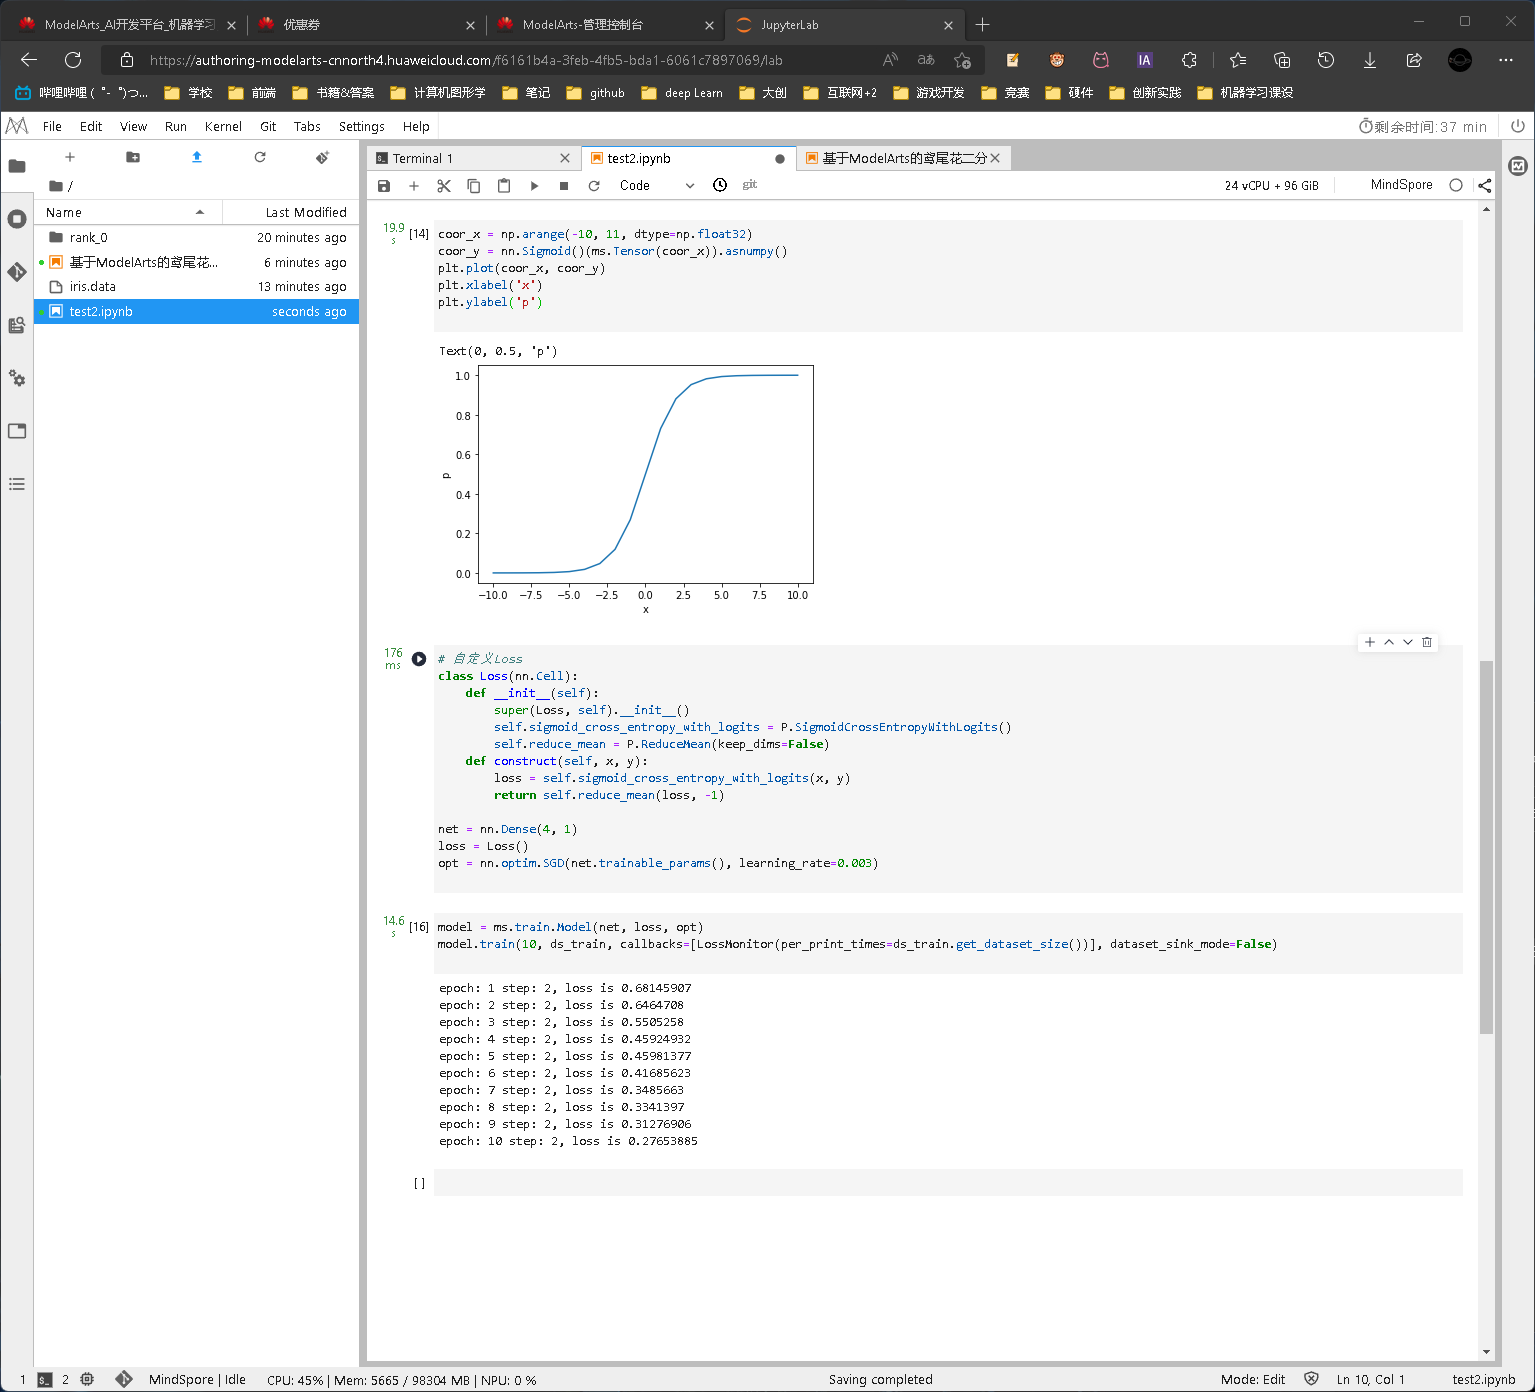 ModelArts_AI开发平台_机器学习
优惠券
ModelArts-管理控制台
JupyterLab
https://authoring-modelarts-cnnorth4.huaweicloud.com/f6161b4a-3feb-4fb5-bda1-6061c7897069/lab
哔哩哔哩 (゜-゜)つ...
学校
前端
书籍&答案
计算机图形学
笔记
github
deep Learn
大创
互联网+2
游戏开发
竞赛
硬件
创新实践
机器学习课设
File Edit View Run Kernel Git Tabs Settings Help
剩余时间:37 min
Terminal 1
test2.ipynb
基于ModelArts的鸢尾花二分
/
Code
git
24 vCPU + 96 GiB
MindSpore
Name Last Modified
rank_0 20 minutes ago
基于ModelArts的鸢尾花... 6 minutes ago
iris.data 13 minutes ago
test2.ipynb seconds ago
19.9 s [14]
coor_x = np.arange(-10, 11, dtype=np.float32)
coor_y = nn.Sigmoid()(ms.Tensor(coor_x)).asnumpy()
plt.plot(coor_x, coor_y)
plt.xlabel('x')
plt.ylabel('p')
Text(0, 0.5, 'p')
1.0
0.8
0.6
p
0.4
0.2
0.0
−10.0 −7.5 −5.0 −2.5 0.0 2.5 5.0 7.5 10.0
x
176 ms
# 自定义Loss
class Loss(nn.Cell):
    def __init__(self):
        super(Loss, self).__init__()
        self.sigmoid_cross_entropy_with_logits = P.SigmoidCrossEntropyWithLogits()
        self.reduce_mean = P.ReduceMean(keep_dims=False)
    def construct(self, x, y):
        loss = self.sigmoid_cross_entropy_with_logits(x, y)
        return self.reduce_mean(loss, -1)
net = nn.Dense(4, 1)
loss = Loss()
opt = nn.optim.SGD(net.trainable_params(), learning_rate=0.003)
14.6 s [16]
model = ms.train.Model(net, loss, opt)
model.train(10, ds_train, callbacks=[LossMonitor(per_print_times=ds_train.get_dataset_size())], dataset_sink_mode=False)
epoch: 1 step: 2, loss is 0.68145907
epoch: 2 step: 2, loss is 0.6464708
epoch: 3 step: 2, loss is 0.5505258
epoch: 4 step: 2, loss is 0.45924932
epoch: 5 step: 2, loss is 0.45981377
epoch: 6 step: 2, loss is 0.41685623
epoch: 7 step: 2, loss is 0.3485663
epoch: 8 step: 2, loss is 0.3341397
epoch: 9 step: 2, loss is 0.31276906
epoch: 10 step: 2, loss is 0.27653885
[ ]
1 2 MindSpore | Idle CPU: 45% | Mem: 5665 / 98304 MB | NPU: 0 % Saving completed Mode: Edit Ln 10, Col 1 test2.ipynb